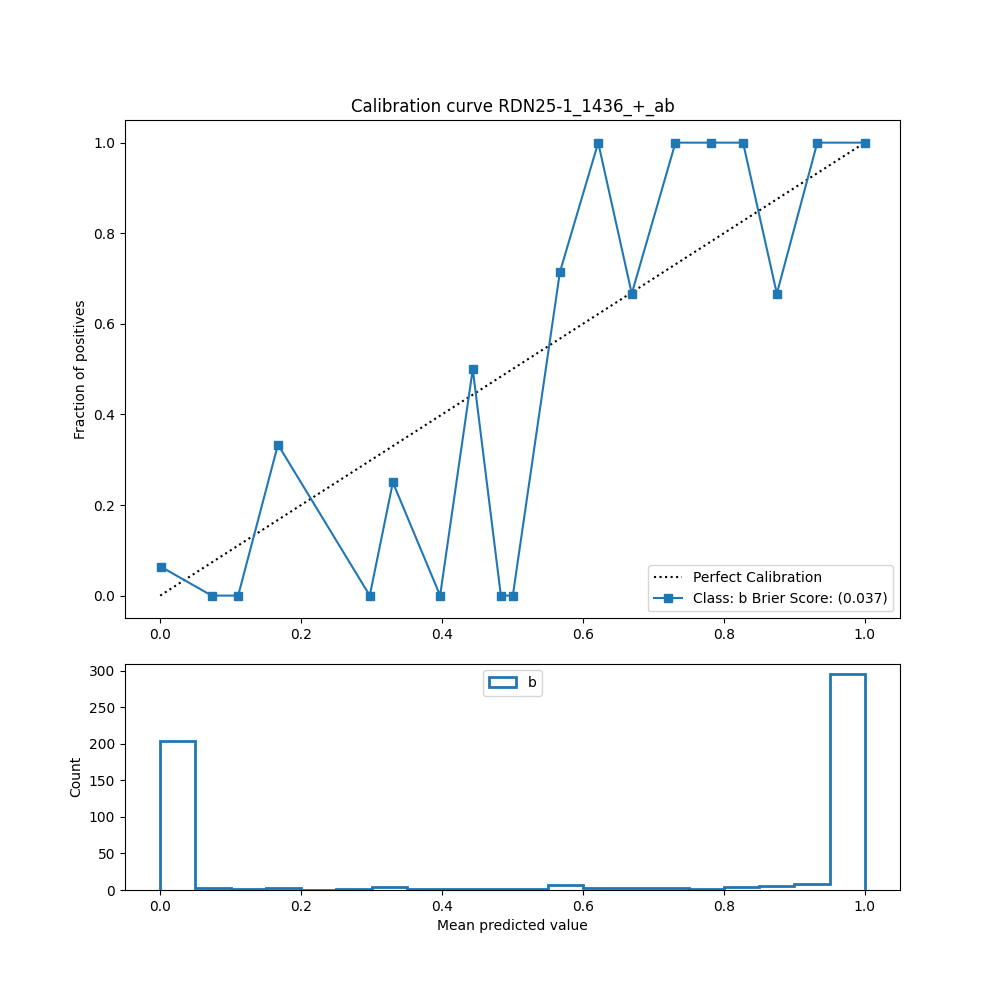 Calibration curve RDN25-1_1436_+_ab
1.0
0.8
0.6
0.4
0.2
0.0
Fraction of positives
Perfect Calibration
Class: b Brier Score: (0.037)
0.0 0.2 0.4 0.6 0.8 1.0
300
250
200
150
100
50
0
Count
b
0.0 0.2 0.4 0.6 0.8 1.0
Mean predicted value